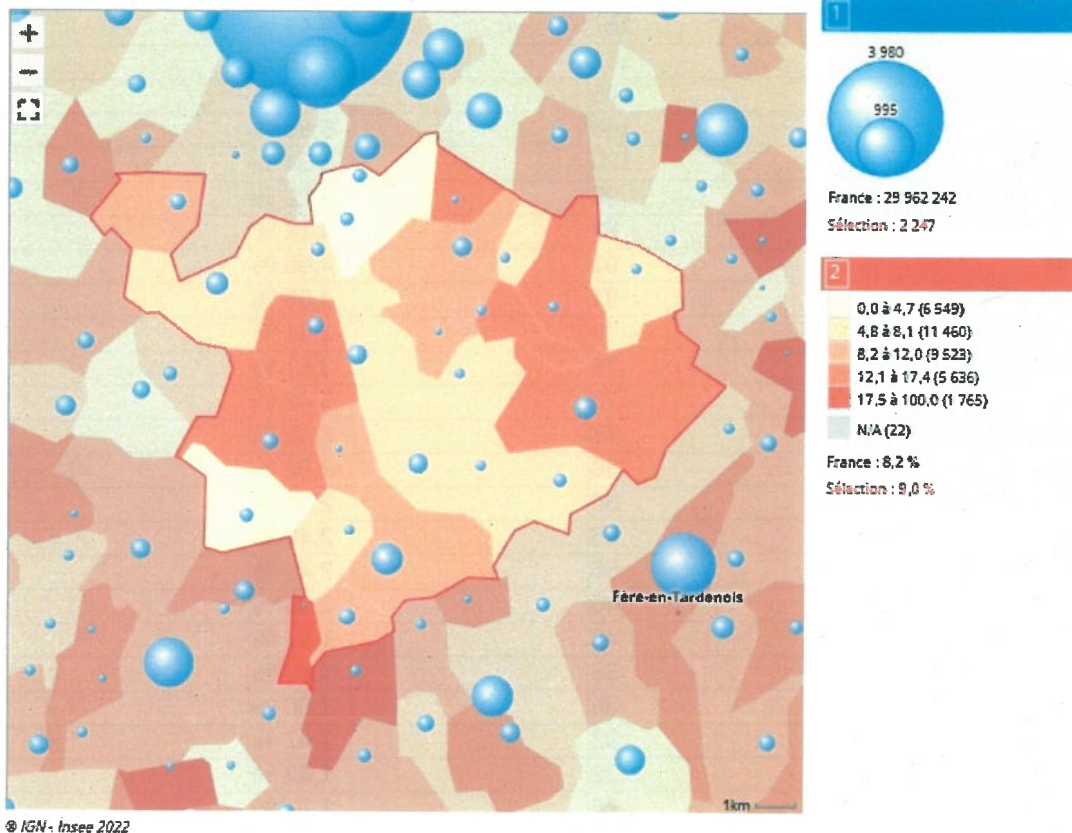 +
−
1
3 980
995
France : 29 962 242
Sélection : 2 247
2
0,0 à 4,7 (6 549)
4,8 à 8,1 (11 460)
8,2 à 12,0 (9 523)
12,1 à 17,4 (5 636)
17,5 à 100,0 (1 765)
N/A (22)
France : 8,2 %
Sélection : 9,0 %
Fère-en-Tardenois
1km
© IGN - Insee 2022